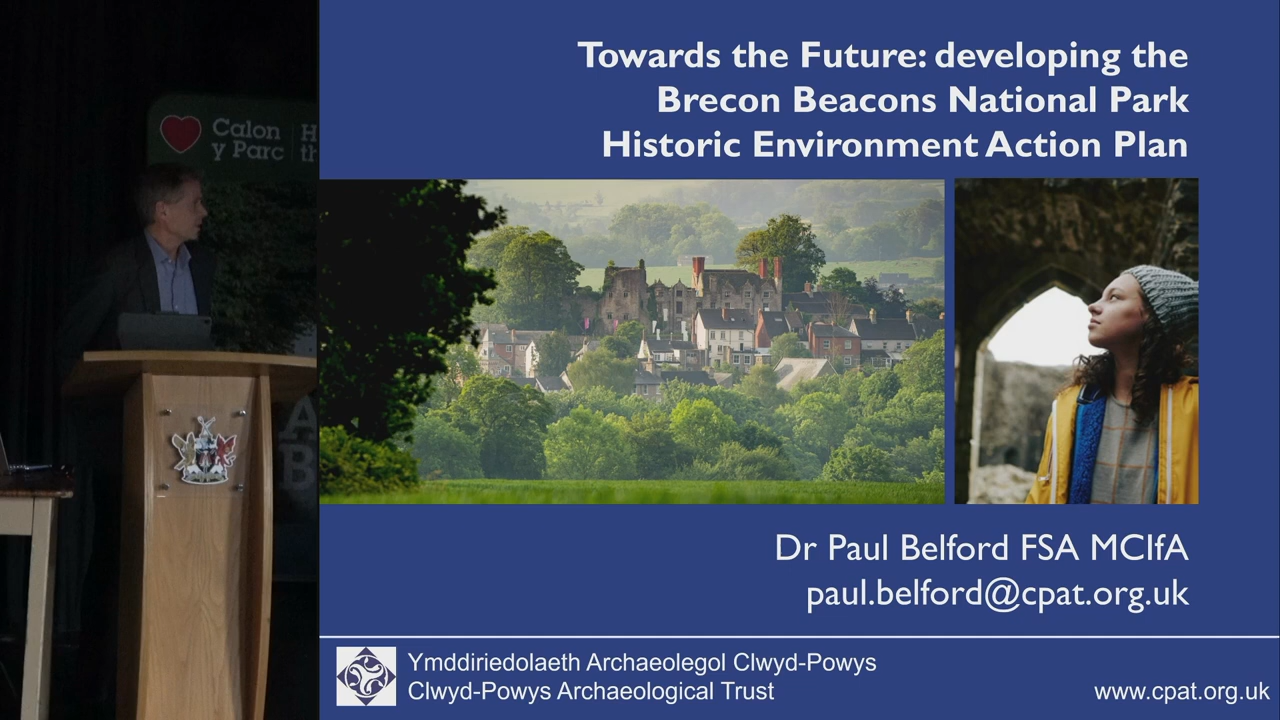 Calon
y Parc
H
th
Towards the Future: developing the
Brecon Beacons National Park
Historic Environment Action Plan
Dr Paul Belford FSA MCIfA
paul.belford@cpat.org.uk
Ymddiriedolaeth Archaeolegol Clwyd-Powys
Clwyd-Powys Archaeological Trust
www.cpat.org.uk